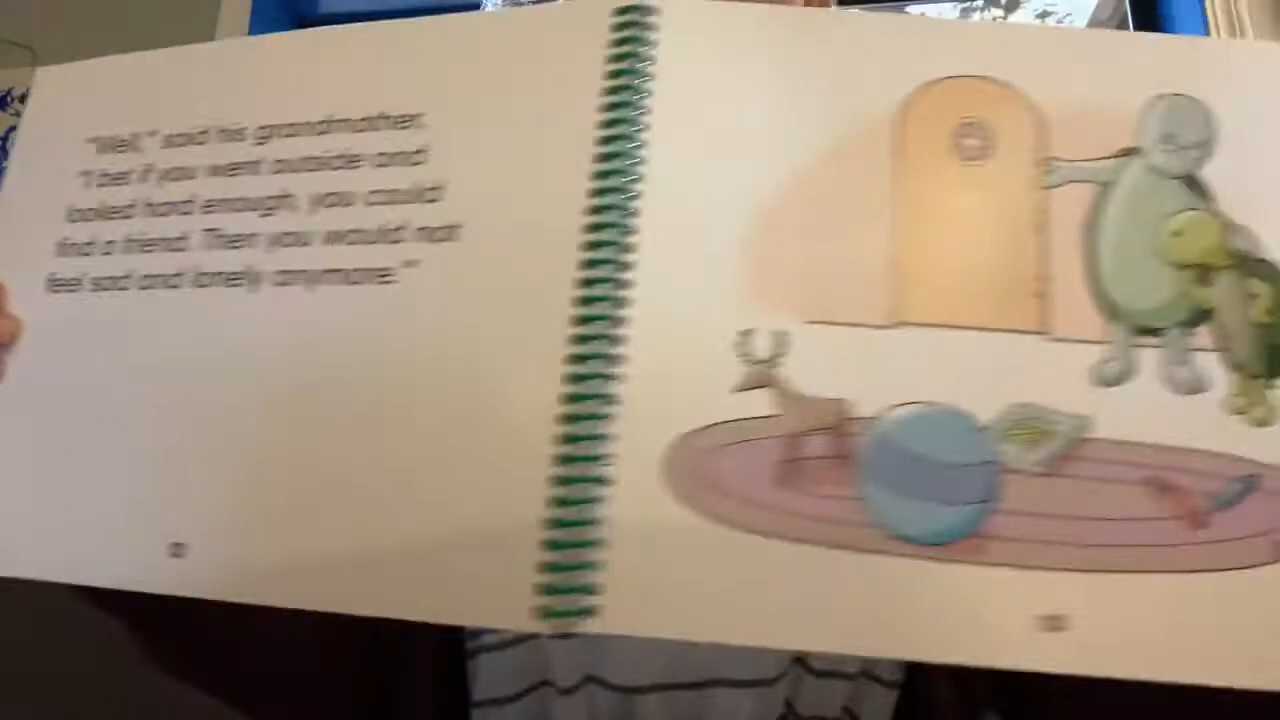 "Well," said his grandmother,
"I bet if you went outside and
looked hard enough, you could
find a friend. Then you would not
feel sad and lonely anymore."